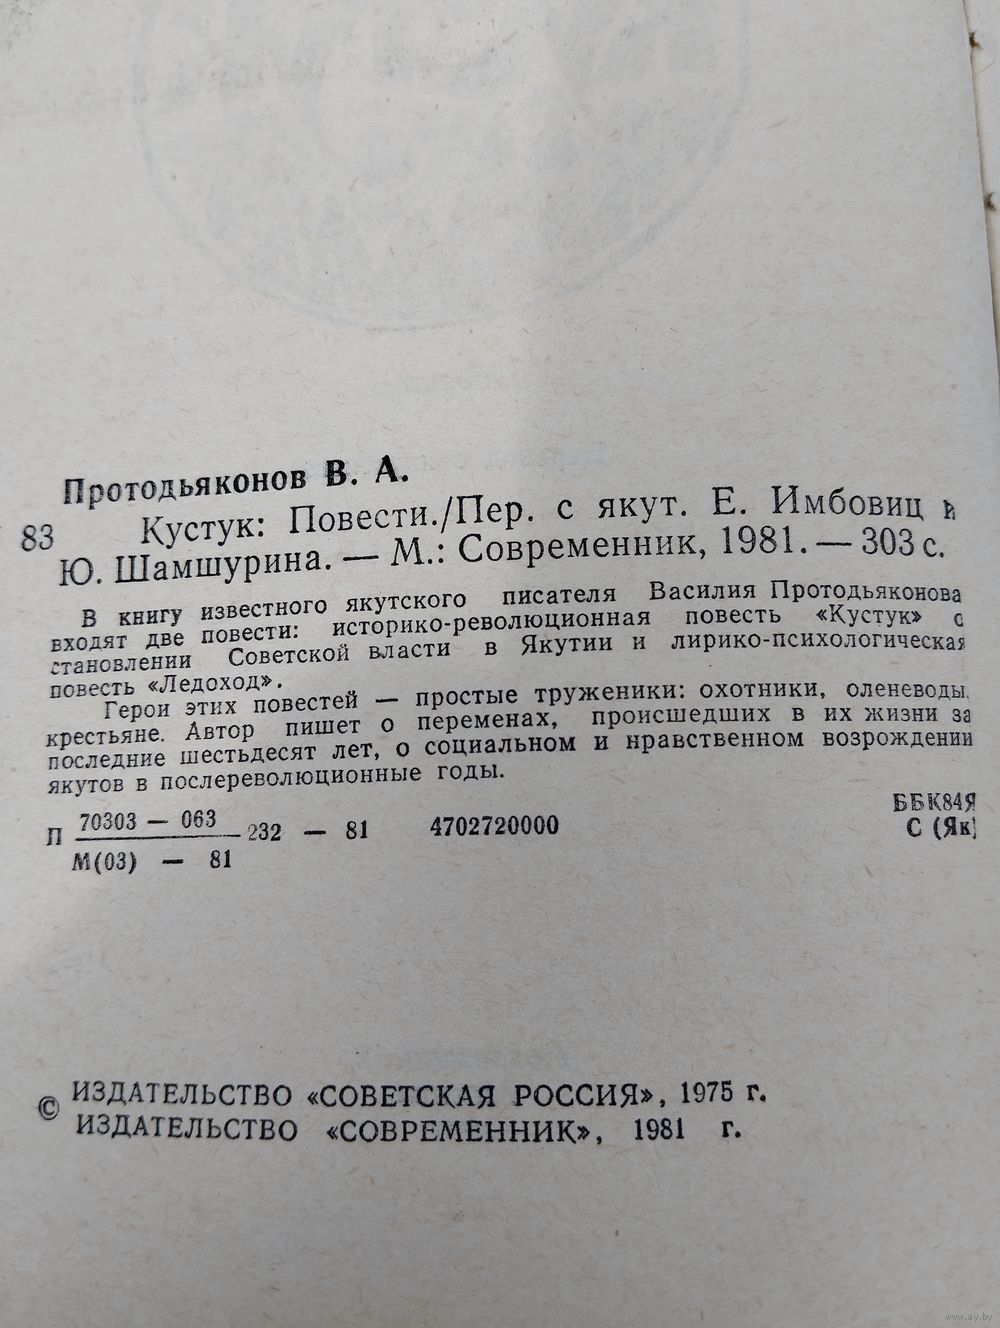 Протодьяконов В. А.
83 Кустук: Повести./Пер. с якут. Е. Имбовиц и
Ю. Шамшурина. — М.: Современник, 1981. — 303 с.
В книгу известного якутского писателя Василия Протодьяконова
входят две повести: историко-революционная повесть «Кустук» о
становлении Советской власти в Якутии и лирико-психологическая
повесть «Ледоход».
Герои этих повестей — простые труженики: охотники, оленеводы,
крестьяне. Автор пишет о переменах, происшедших в их жизни за
последние шестьдесят лет, о социальном и нравственном возрождении
якутов в послереволюционные годы.
П 70303 — 063 232 — 81 4702720000
М(03) — 81
ББК84Я
С (Як)
© ИЗДАТЕЛЬСТВО «СОВЕТСКАЯ РОССИЯ», 1975 г.
ИЗДАТЕЛЬСТВО «СОВРЕМЕННИК», 1981 г.
www.ay.by